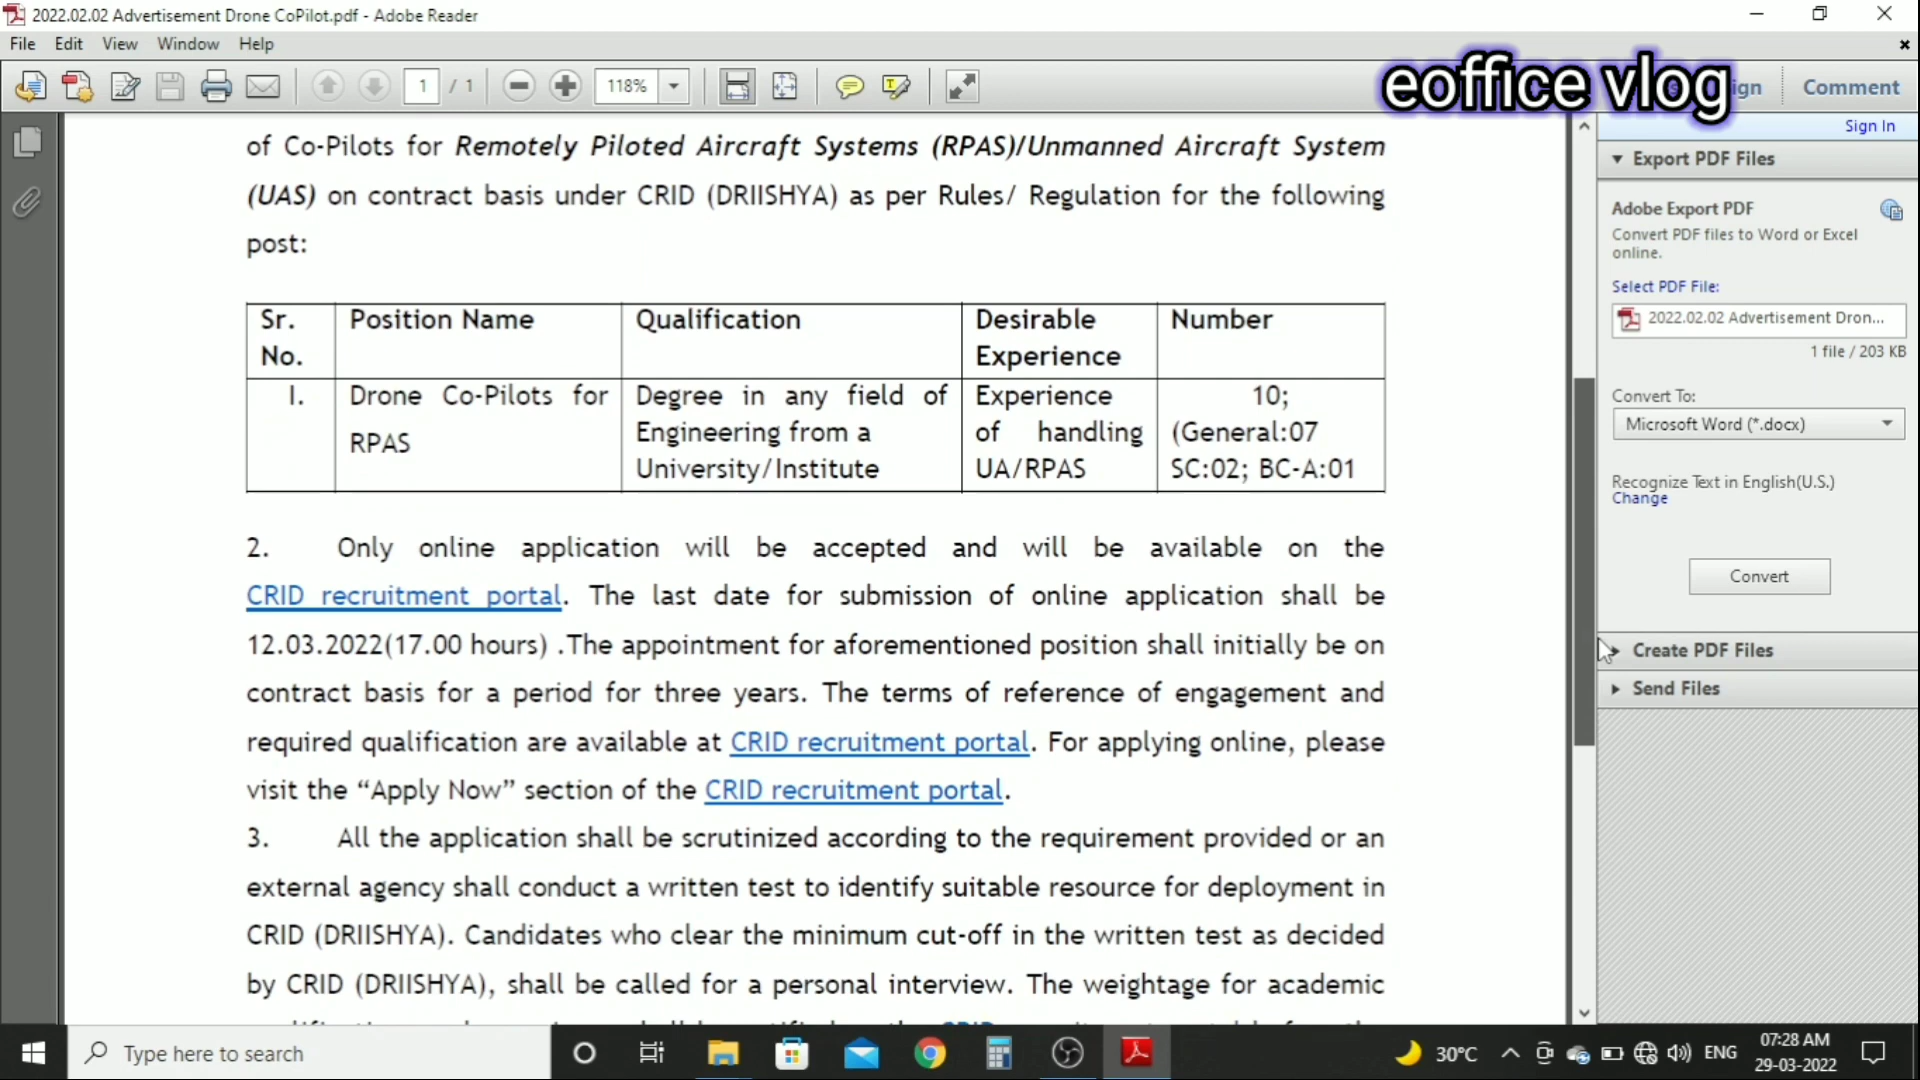 2022.02.02 Advertisement Drone CoPilot.pdf - Adobe Reader
File Edit View Window Help
1 / 1 118% Comment
eoffice vlog
Sign In
of Co-Pilots for Remotely Piloted Aircraft Systems (RPAS)/Unmanned Aircraft System
(UAS) on contract basis under CRID (DRIISHYA) as per Rules/ Regulation for the following
post:
Sr. No. Position Name Qualification Desirable Experience Number
I. Drone Co-Pilots for RPAS Degree in any field of Engineering from a University/Institute Experience of handling UA/RPAS 10; (General:07 SC:02; BC-A:01
2. Only online application will be accepted and will be available on the
CRID recruitment portal. The last date for submission of online application shall be
12.03.2022(17.00 hours) .The appointment for aforementioned position shall initially be on
contract basis for a period for three years. The terms of reference of engagement and
required qualification are available at CRID recruitment portal. For applying online, please
visit the “Apply Now” section of the CRID recruitment portal.
3. All the application shall be scrutinized according to the requirement provided or an
external agency shall conduct a written test to identify suitable resource for deployment in
CRID (DRIISHYA). Candidates who clear the minimum cut-off in the written test as decided
by CRID (DRIISHYA), shall be called for a personal interview. The weightage for academic
Export PDF Files
Adobe Export PDF
Convert PDF files to Word or Excel
online.
Select PDF File:
2022.02.02 Advertisement Dron...
1 file / 203 KB
Convert To:
Microsoft Word (*.docx)
Recognize Text in English(U.S.)
Change
Convert
Create PDF Files
Send Files
Type here to search
30°C ENG
07:28 AM
29-03-2022